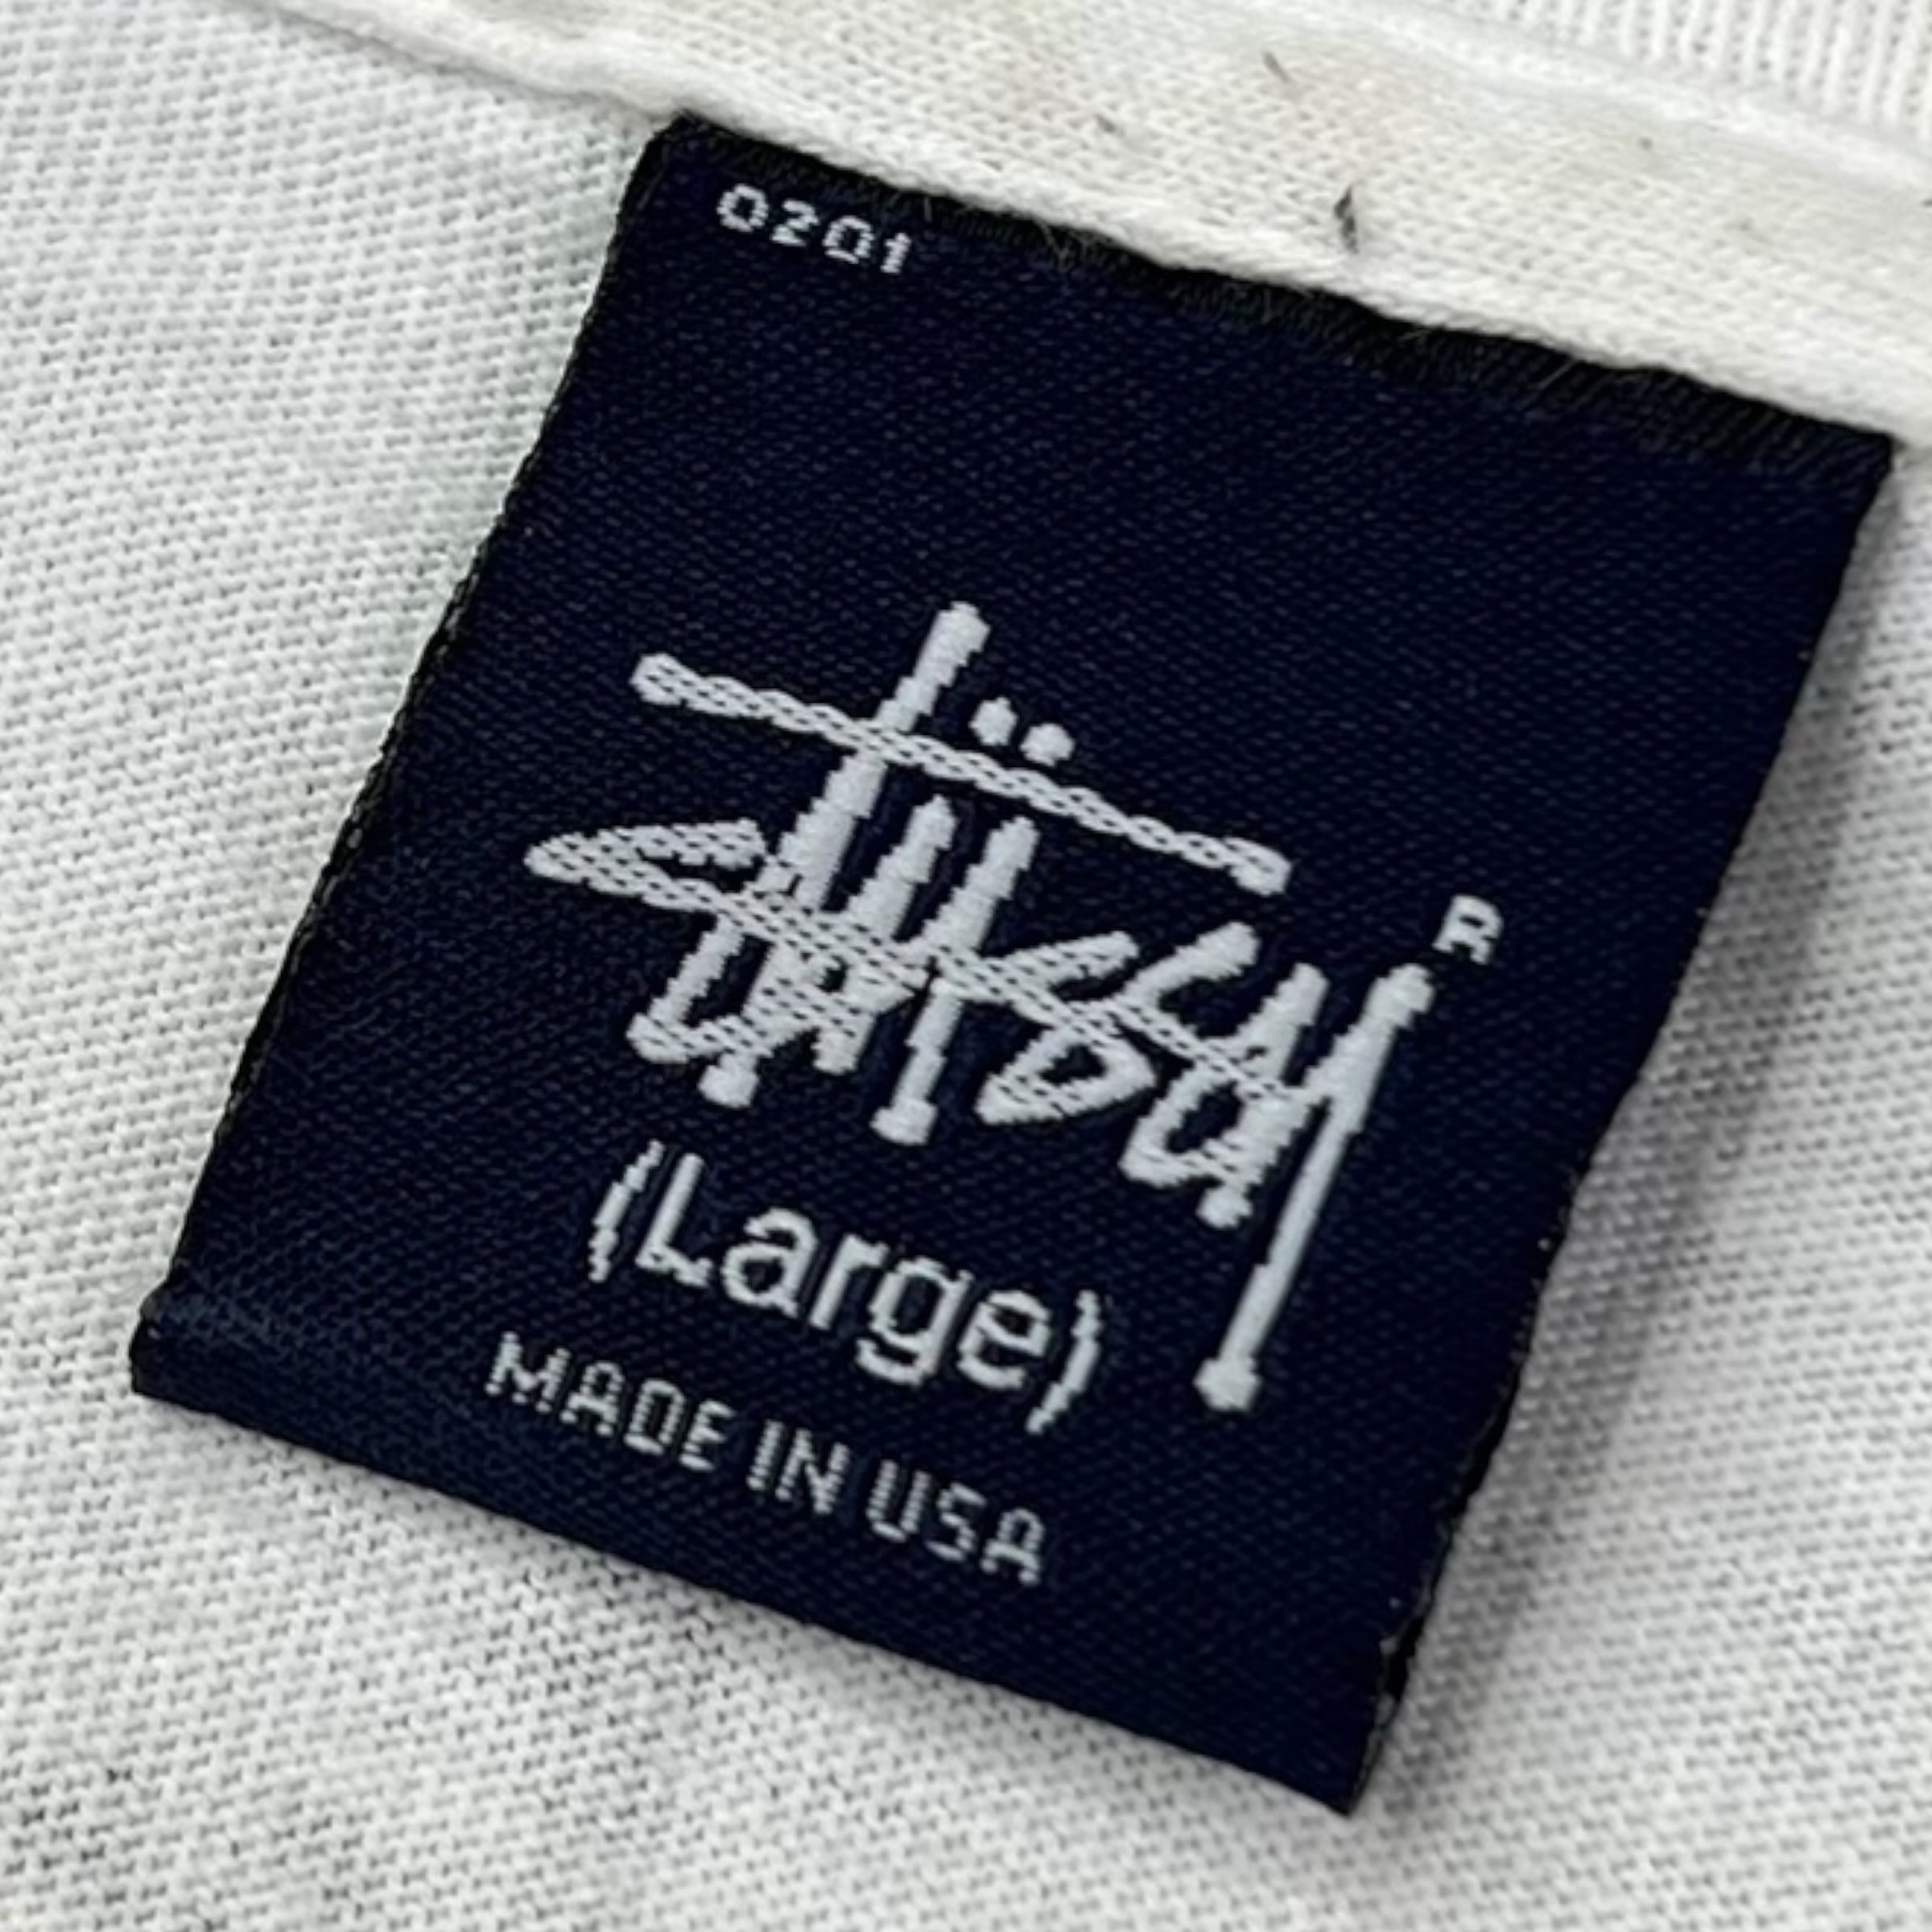 0201
Stüssy
R
(Large)
MADE IN USA